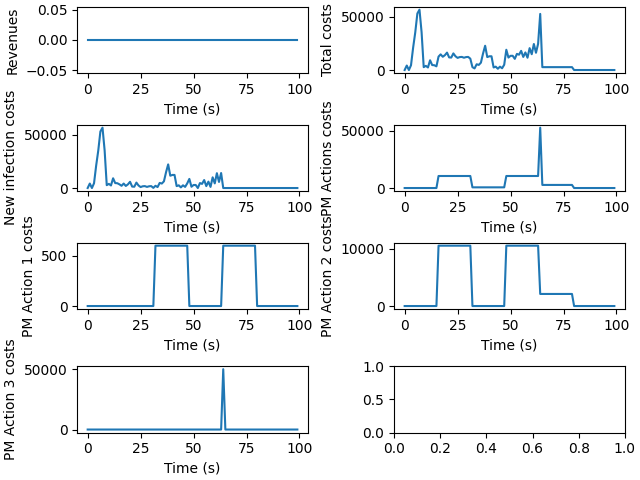 Revenues
0.05
0.00
−0.05
0 25 50 75 100
Time (s)
Total costs
50000
0
0 25 50 75 100
Time (s)
New infection costs
50000
0
0 25 50 75 100
Time (s)
PM Actions costs
50000
0
0 25 50 75 100
Time (s)
PM Action 1 costs
500
0
0 25 50 75 100
Time (s)
PM Action 2 costs
10000
0
0 25 50 75 100
Time (s)
PM Action 3 costs
50000
0
0 25 50 75 100
Time (s)
1.0
0.5
0.0
0.0 0.2 0.4 0.6 0.8 1.0